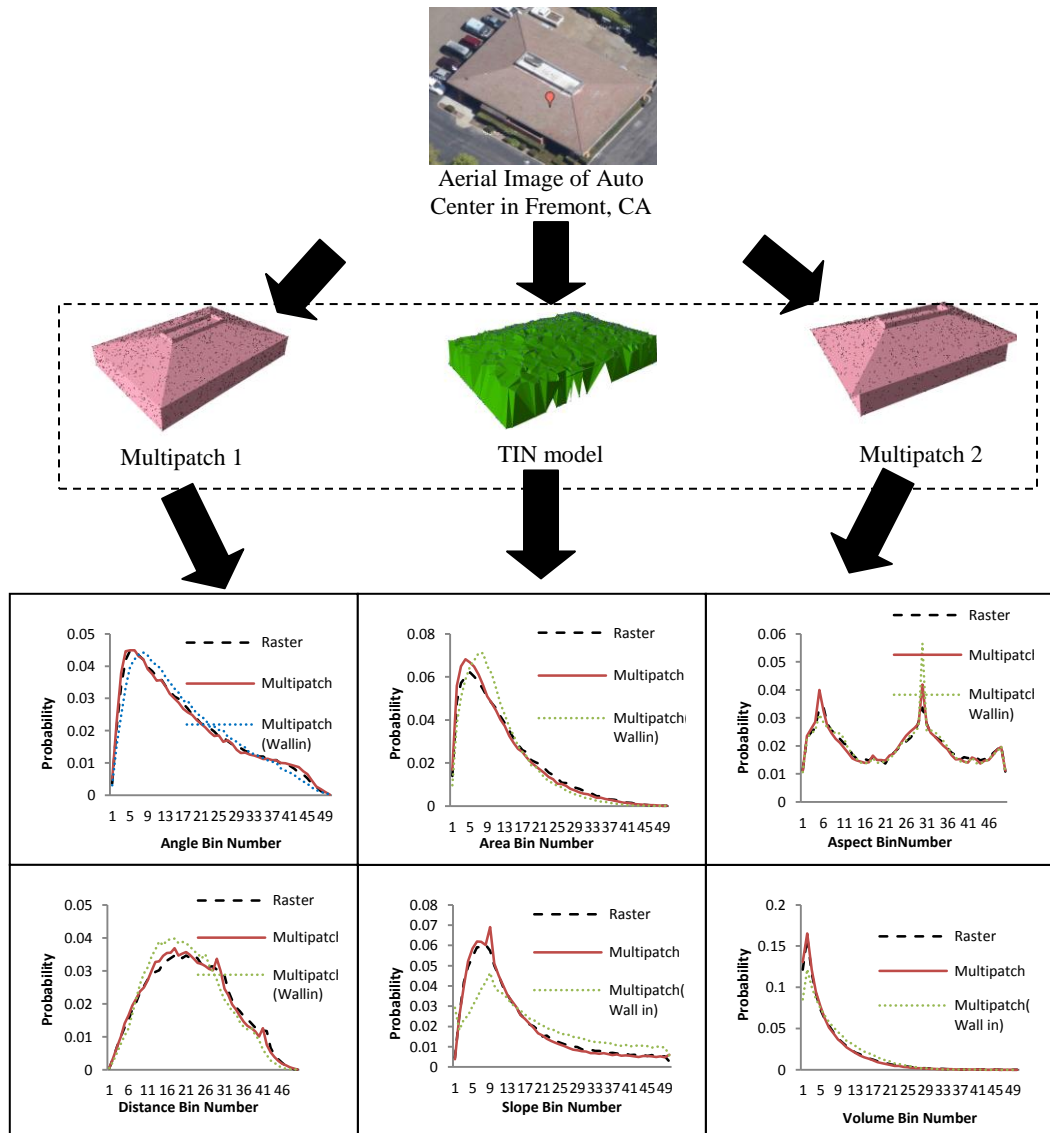 Aerial Image of Auto
Center in Fremont, CA
Multipatch 1
TIN model
Multipatch 2
0.05
0.04
0.03
0.02
0.01
0
Probability
Raster
Multipatch
Multipatch
(Wallin)
1 5 9 13 17 21 25 29 33 37 41 45 49
Angle Bin Number
0.08
0.06
0.04
0.02
0
Probability
Raster
Multipatch
Multipatch(
Wallin)
1 5 9 13 17 21 25 29 33 37 41 45 49
Area Bin Number
0.06
0.05
0.04
0.03
0.02
0.01
0
Probability
Raster
Multipatcl
Multipatcl
Wallin)
1 6 11 16 21 26 31 36 41 46
Aspect BinNumber
0.05
0.04
0.03
0.02
0.01
0
Probability
Raster
Multipatcl
Multipatcl
(Wallin)
1 6 11 16 21 26 31 36 41 46
Distance Bin Number
0.08
0.07
0.06
0.05
0.04
0.03
0.02
0.01
0
Probability
Raster
Multipatch
Multipatch(
Wall in)
1 5 9 13 17 21 25 29 33 37 41 45 49
Slope Bin Number
0.2
0.15
0.1
0.05
0
Probability
Raster
Multipatch
Multipatch(
Wall in)
1 5 9 13 17 21 25 29 33 37 41 45 49
Volume Bin Number